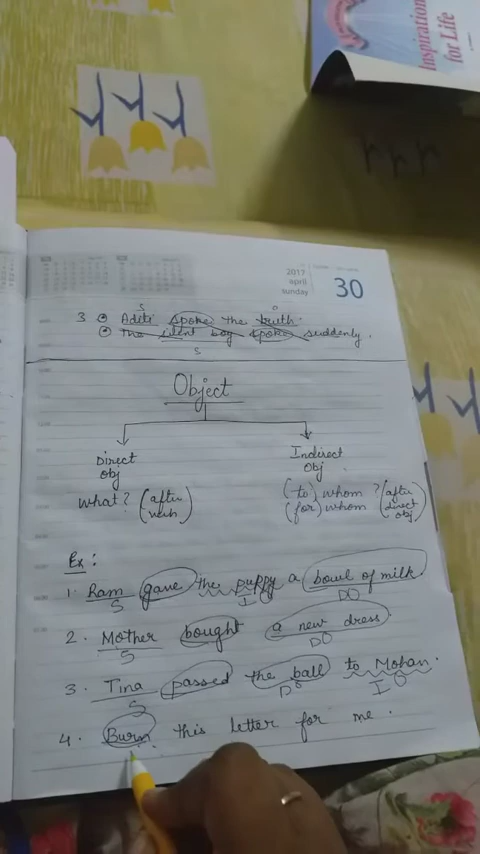 Inspiration
for Life
2017
april
sunday
30
S O
3 Aditi spoke the truth.
The silent boy spoke suddenly.
S
Object
Direct Obj
Indirect Obj
what? (after verb)
(to) whom ? (after direct obj)
(for) whom
Ex:
1. Ram gave the puppy a bowl of milk.
S I O DO
2. Mother bought a new dress.
S DO
3. Tina passed the ball to Mohan.
S DO I O
4. Burn this letter for me.